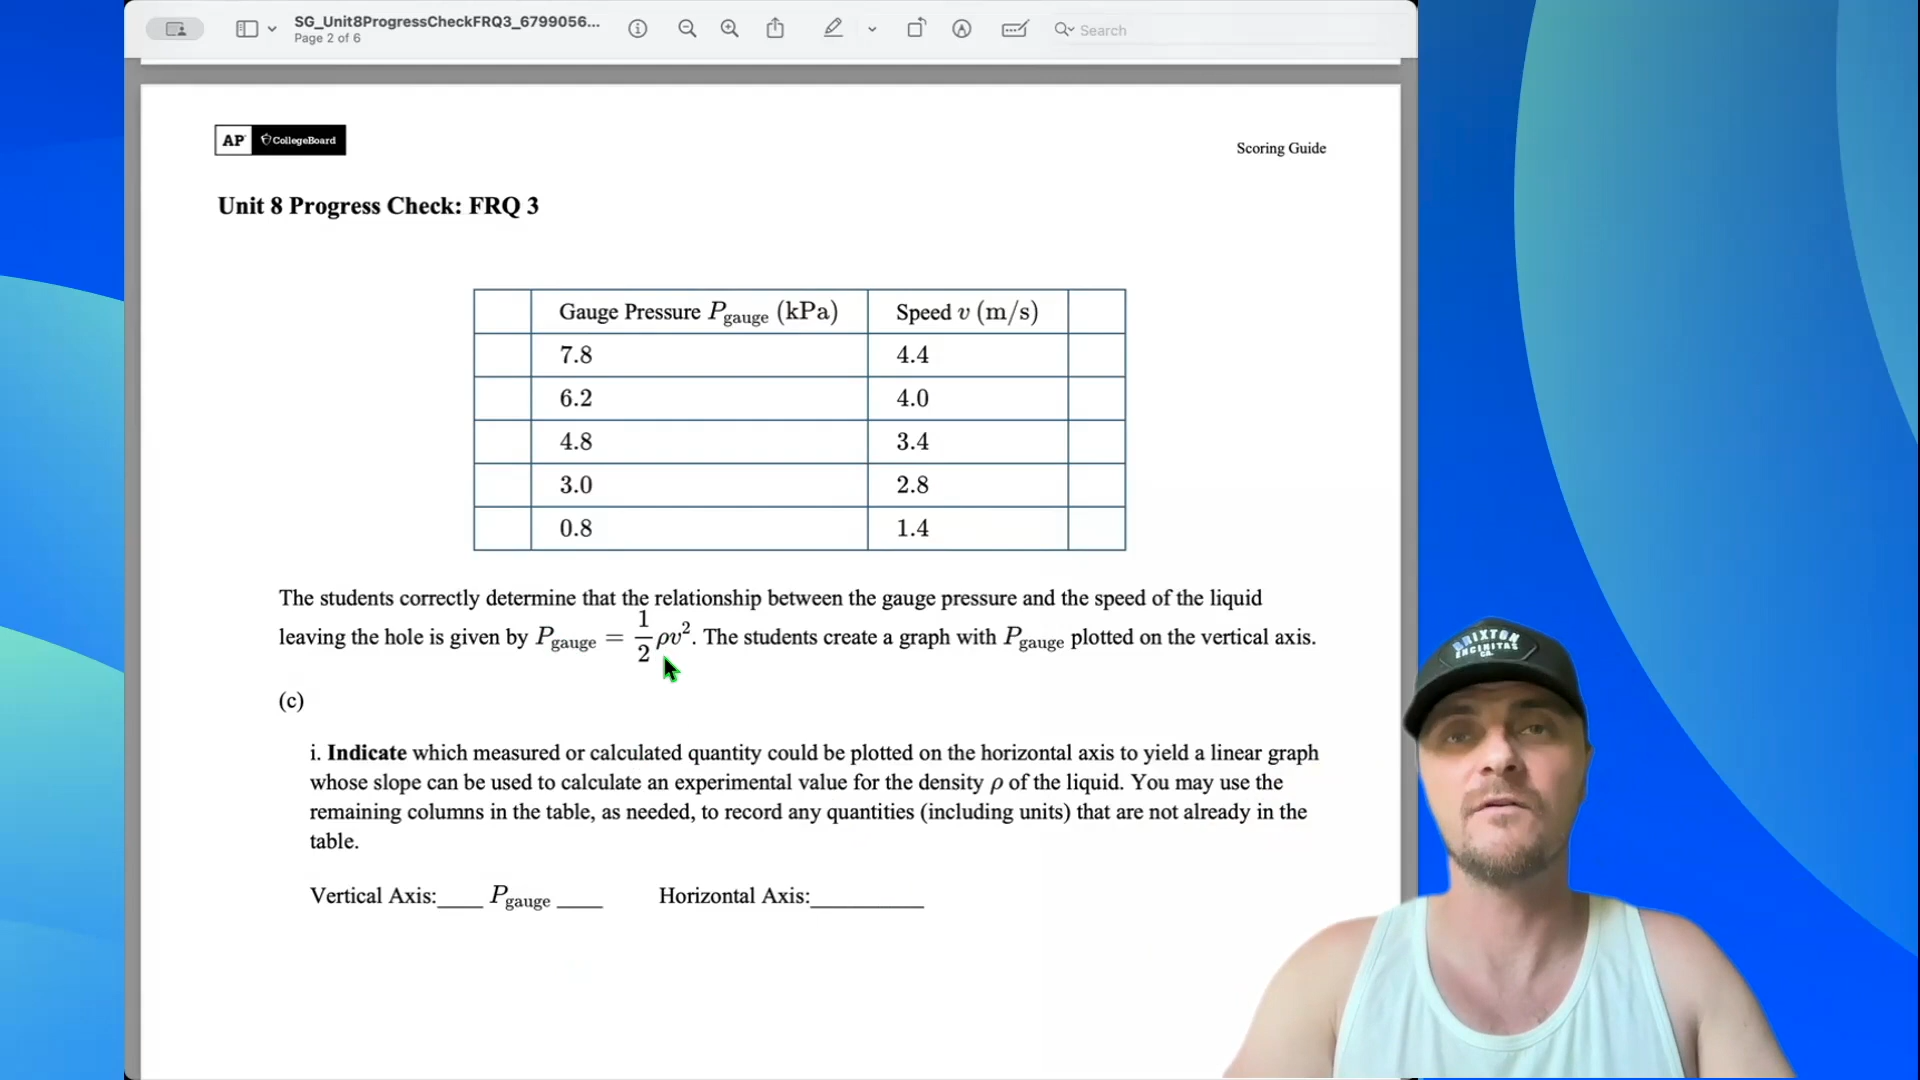 SG_Unit8ProgressCheckFRQ3_6799056...
Page 2 of 6
Search
AP CollegeBoard
Scoring Guide
Unit 8 Progress Check: FRQ 3
Gauge Pressure P_gauge (kPa) Speed v (m/s)
7.8 4.4
6.2 4.0
4.8 3.4
3.0 2.8
0.8 1.4
The students correctly determine that the relationship between the gauge pressure and the speed of the liquid
leaving the hole is given by P_gauge = 1/2 ρv². The students create a graph with P_gauge plotted on the vertical axis.
(c)
i. Indicate which measured or calculated quantity could be plotted on the horizontal axis to yield a linear graph
whose slope can be used to calculate an experimental value for the density ρ of the liquid. You may use the
remaining columns in the table, as needed, to record any quantities (including units) that are not already in the
table.
Vertical Axis:____ P_gauge ____ Horizontal Axis:__________
BRIXTON
ENCINITAS
CA.